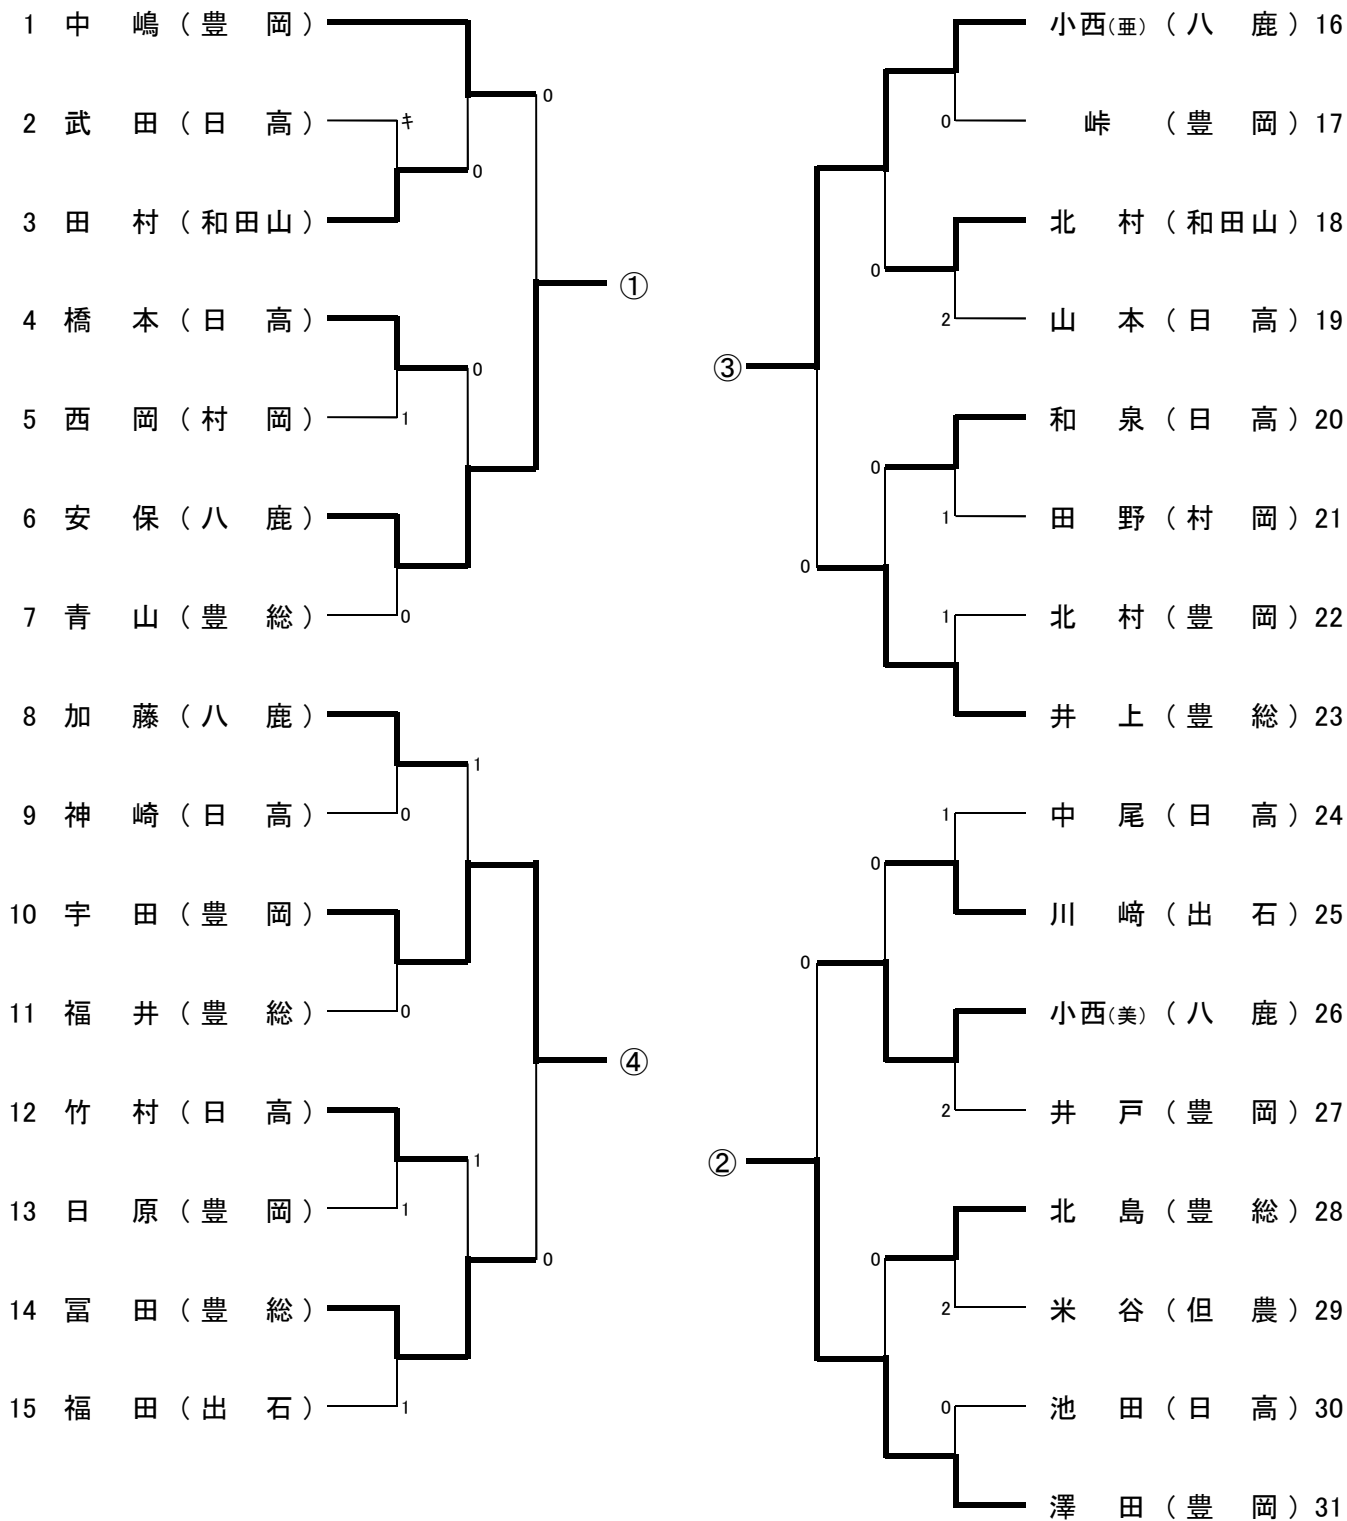 1 中嶋（豊岡）
0
2 武田（日高）
キ
0
3 田村（和田山）
①
4 橋本（日高）
0
5 西岡（村岡）
1
6 安保（八鹿）
7 青山（豊総）
0
8 加藤（八鹿）
1
9 神崎（日高）
0
10 宇田（豊岡）
11 福井（豊総）
0
④
12 竹村（日高）
1
13 日原（豊岡）
1
0
14 冨田（豊総）
15 福田（出石）
1
小西(亜)（八鹿）16
0
峠（豊岡）17
北村（和田山）18
0
2
山本（日高）19
③
和泉（日高）20
0
1
田野（村岡）21
0
1
北村（豊岡）22
井上（豊総）23
1
中尾（日高）24
0
川﨑（出石）25
0
小西(美)（八鹿）26
2
井戸（豊岡）27
②
北島（豊総）28
0
2
米谷（但農）29
0
池田（日高）30
澤田（豊岡）31